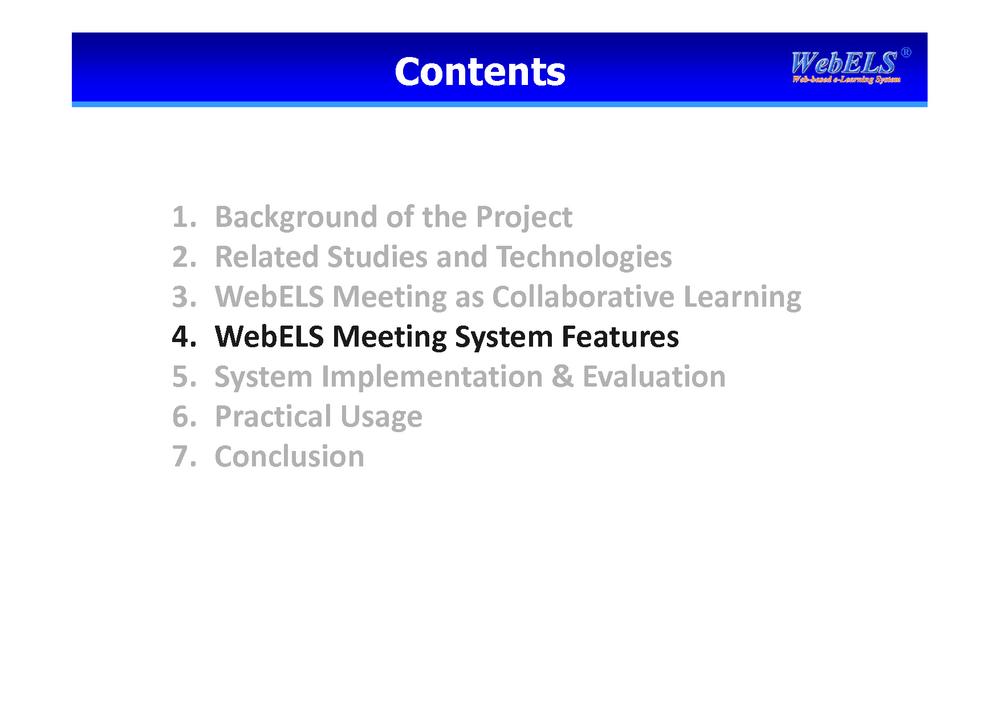 Contents
WebELS®
Web-based e-Learning System
1. Background of the Project
2. Related Studies and Technologies
3. WebELS Meeting as Collaborative Learning
4. WebELS Meeting System Features
5. System Implementation & Evaluation
6. Practical Usage
7. Conclusion